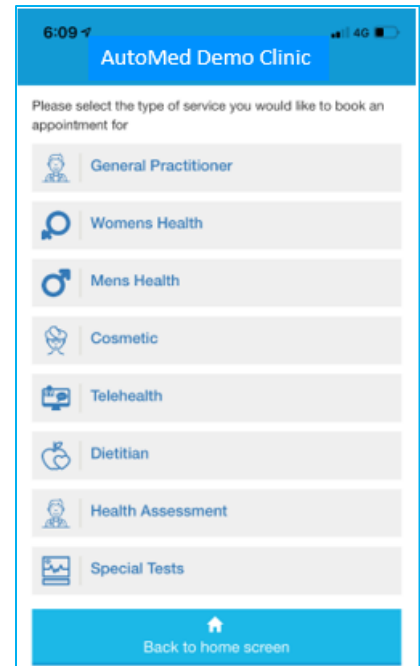 6:09
4G
AutoMed Demo Clinic
Please select the type of service you would like to book an
appointment for
General Practitioner
Womens Health
Mens Health
Cosmetic
Telehealth
Dietitian
Health Assessment
Special Tests
Back to home screen